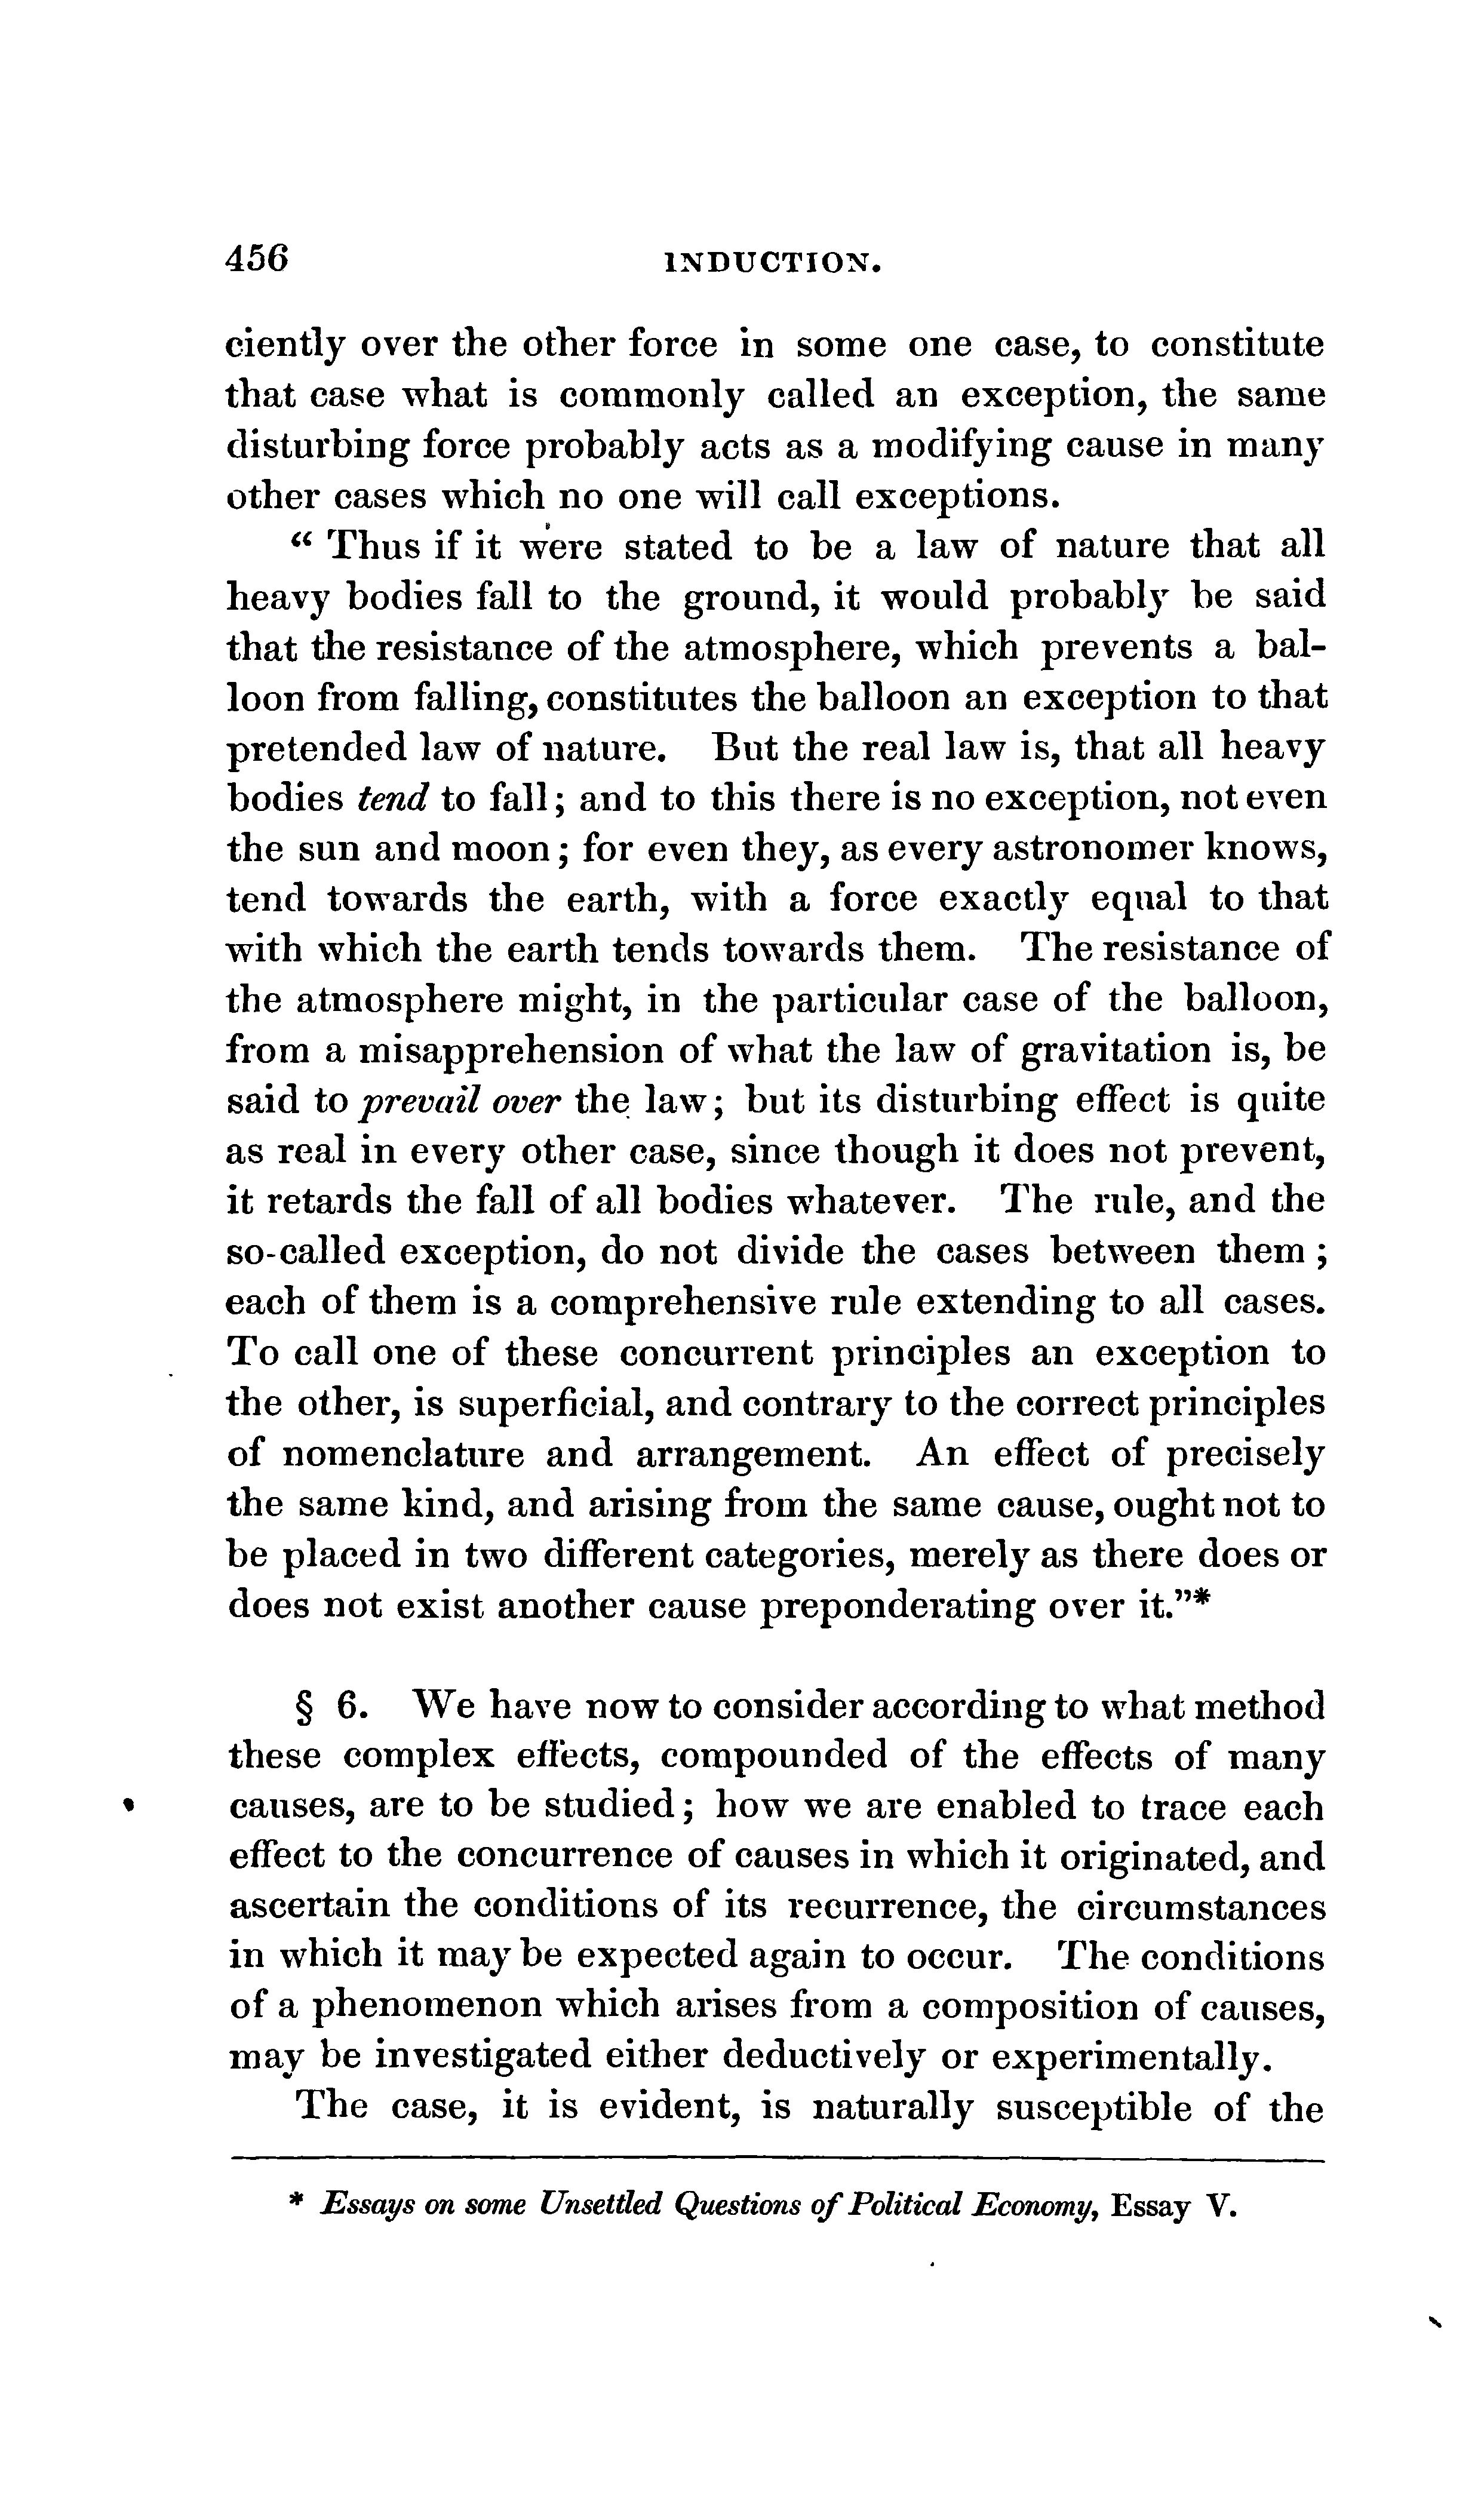 456 INDUCTION.
ciently over the other force in some one case, to constitute
that case what is commonly called an exception, the same
disturbing force probably acts as a modifying cause in many
other cases which no one will call exceptions.
“ Thus if it were stated to be a law of nature that all
heavy bodies fall to the ground, it would probably be said
that the resistance of the atmosphere, which prevents a bal-
loon from falling, constitutes the balloon an exception to that
pretended law of nature. But the real law is, that all heavy
bodies tend to fall; and to this there is no exception, not even
the sun and moon; for even they, as every astronomer knows,
tend towards the earth, with a force exactly equal to that
with which the earth tends towards them. The resistance of
the atmosphere might, in the particular case of the balloon,
from a misapprehension of what the law of gravitation is, be
said to prevail over the law; but its disturbing effect is quite
as real in every other case, since though it does not prevent,
it retards the fall of all bodies whatever. The rule, and the
so-called exception, do not divide the cases between them;
each of them is a comprehensive rule extending to all cases.
To call one of these concurrent principles an exception to
the other, is superficial, and contrary to the correct principles
of nomenclature and arrangement. An effect of precisely
the same kind, and arising from the same cause, ought not to
be placed in two different categories, merely as there does or
does not exist another cause preponderating over it.”*
§ 6. We have now to consider according to what method
these complex effects, compounded of the effects of many
causes, are to be studied; how we are enabled to trace each
effect to the concurrence of causes in which it originated, and
ascertain the conditions of its recurrence, the circumstances
in which it may be expected again to occur. The conditions
of a phenomenon which arises from a composition of causes,
may be investigated either deductively or experimentally.
The case, it is evident, is naturally susceptible of the
* Essays on some Unsettled Questions of Political Economy, Essay V.